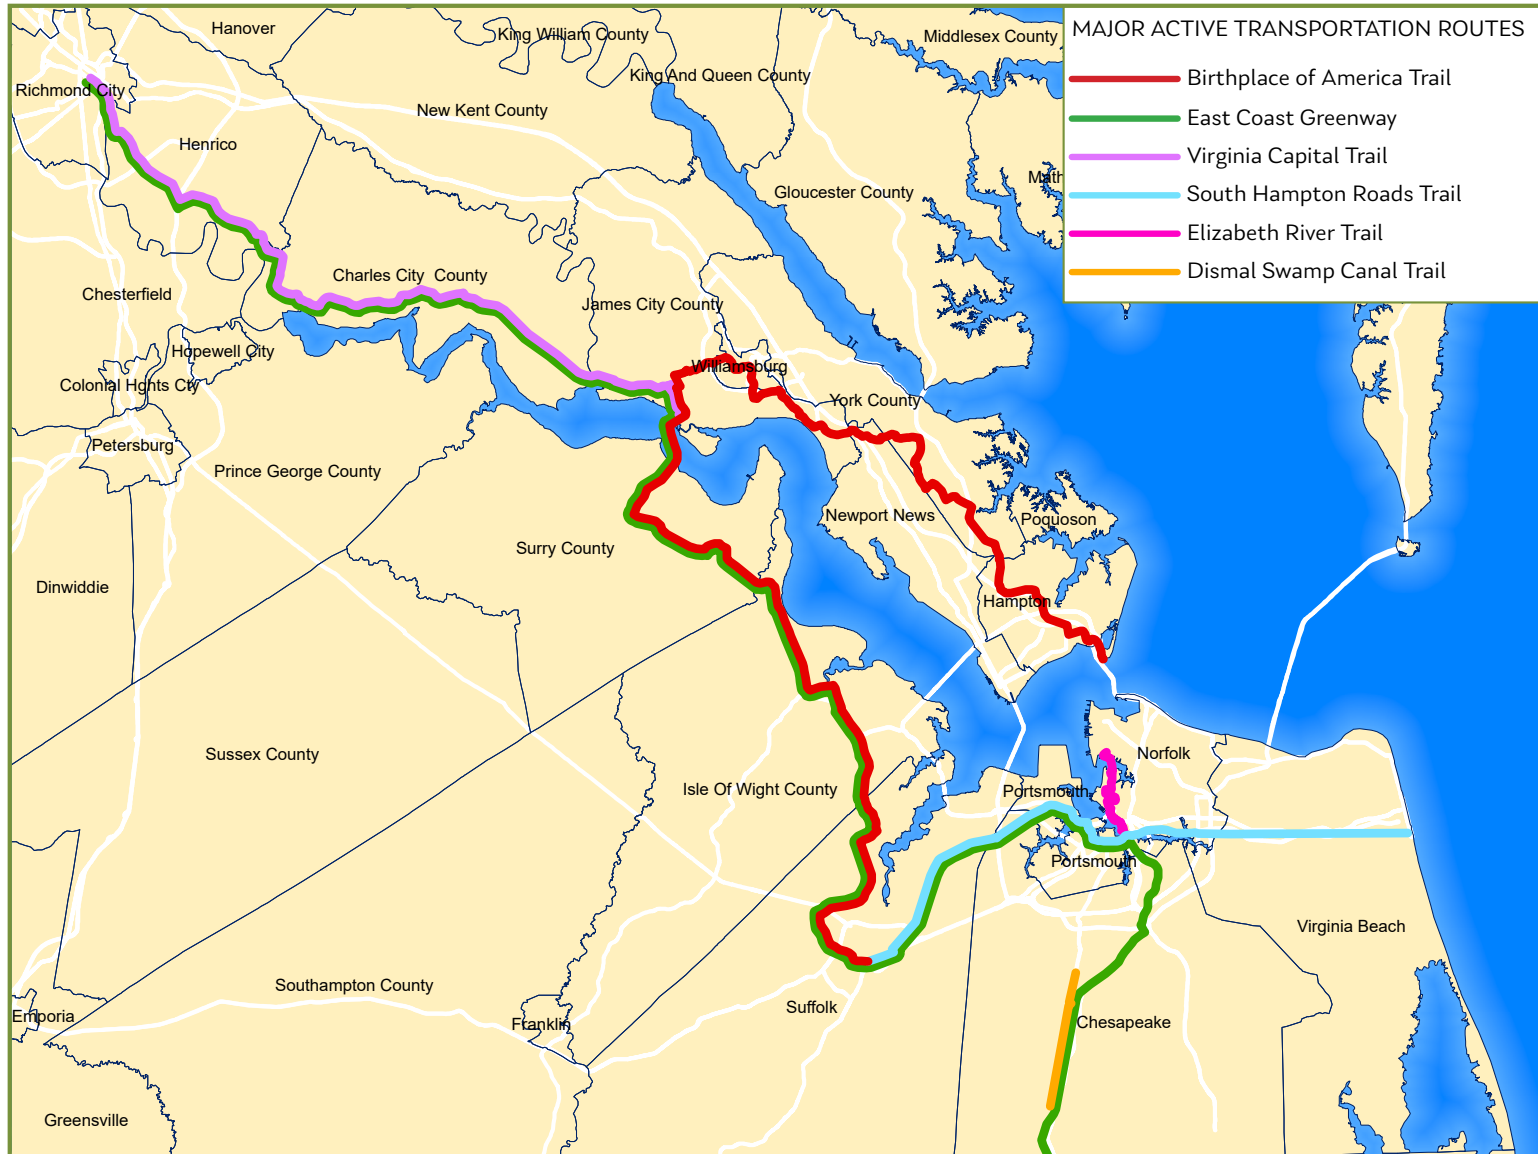 MAJOR ACTIVE TRANSPORTATION ROUTES
Birthplace of America Trail
East Coast Greenway
Virginia Capital Trail
South Hampton Roads Trail
Elizabeth River Trail
Dismal Swamp Canal Trail
Hanover
King William County
Middlesex County
King And Queen County
Richmond City
New Kent County
Henrico
Math
Gloucester County
Charles City County
Chesterfield
James City County
Hopewell City
Williamsburg
Colonial Hghts Cty
York County
Petersburg
Prince George County
Newport News
Poquoson
Surry County
Dinwiddie
Hampton
Sussex County
Norfolk
Isle Of Wight County
Portsmouth
Portsmouth
Virginia Beach
Southampton County
Suffolk
Emporia
Franklin
Chesapeake
Greensville